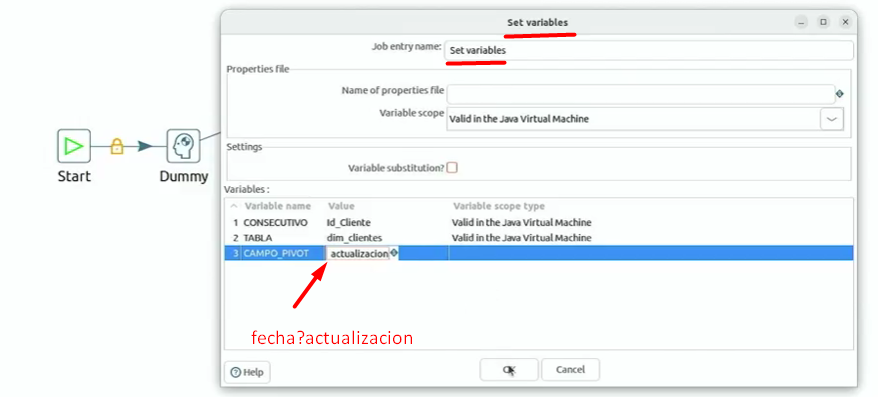 Set variables
Job entry name: Set variables
Properties file
Name of properties file
Variable scope Valid in the Java Virtual Machine
Settings
Variable substitution?
Variables :
Variable name Value Variable scope type
1 CONSECUTIVO Id_Cliente Valid in the Java Virtual Machine
2 TABLA dim_clientes Valid in the Java Virtual Machine
3 CAMPO_PIVOT actualizacion
Start
Dummy
fecha?actualizacion
Help
OK
Cancel